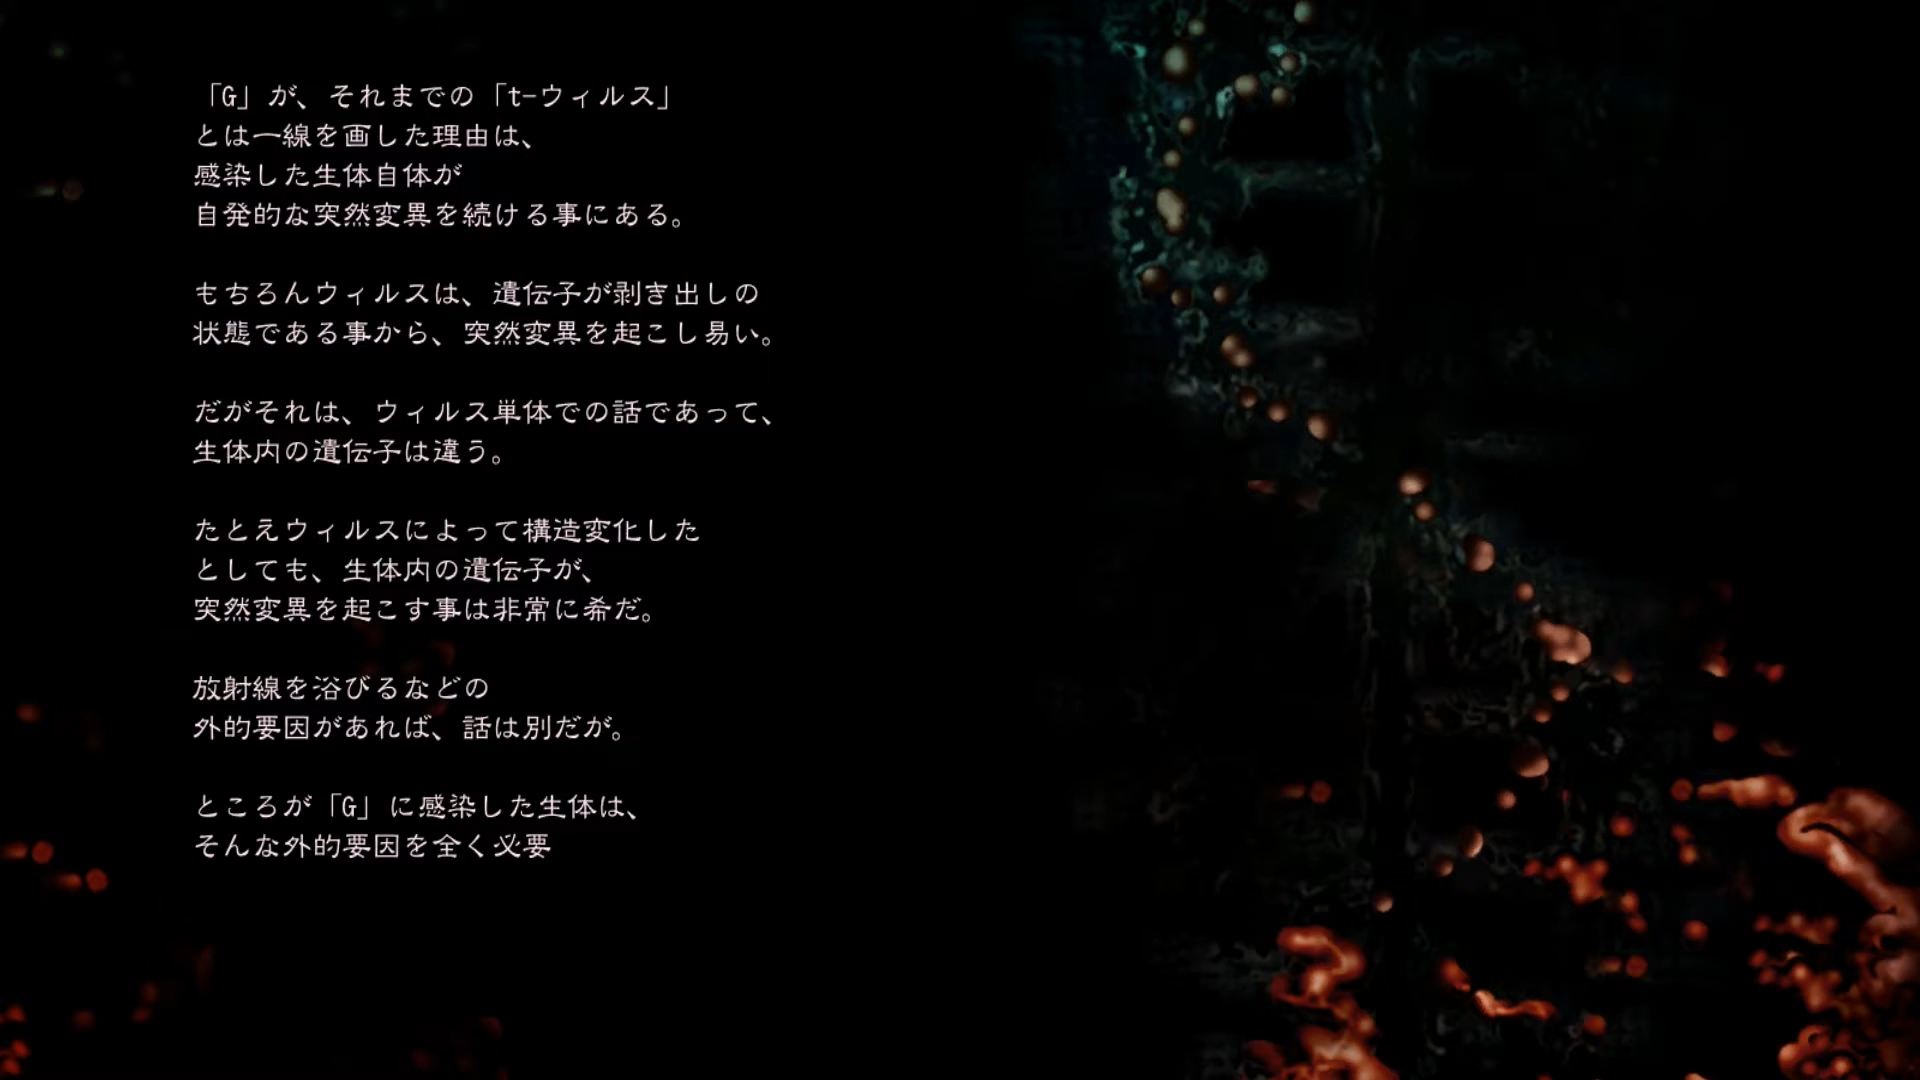 「G」が、それまでの「t-ウィルス」
とは一線を画した理由は、
感染した生体自体が
自発的な突然変異を続ける事にある。
もちろんウィルスは、遺伝子が剥き出しの
状態である事から、突然変異を起こし易い。
だがそれは、ウィルス単体での話であって、
生体内の遺伝子は違う。
たとえウィルスによって構造変化した
としても、生体内の遺伝子が、
突然変異を起こす事は非常に希だ。
放射線を浴びるなどの
外的要因があれば、話は別だが。
ところが「G」に感染した生体は、
そんな外的要因を全く必要